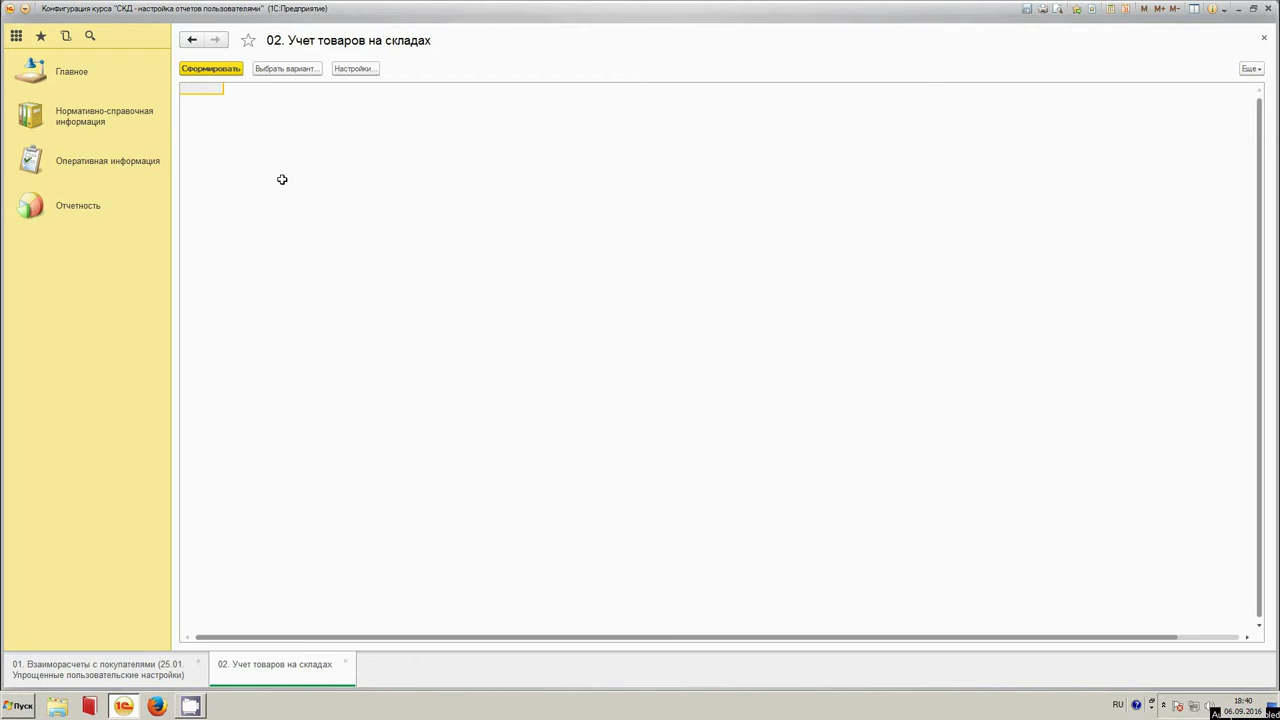 Конфигурация курса "СКД - настройка отчетов пользователями" (1С:Предприятие)
M M+ M-
02. Учет товаров на складах
Сформировать
Выбрать вариант...
Настройки...
Еще
Главное
Нормативно-справочная
информация
Оперативная информация
Отчетность
01. Взаиморасчеты с покупателями (25.01.
Упрощенные пользовательские настройки)
02. Учет товаров на складах
Пуск
RU
18:40
06.09.2016